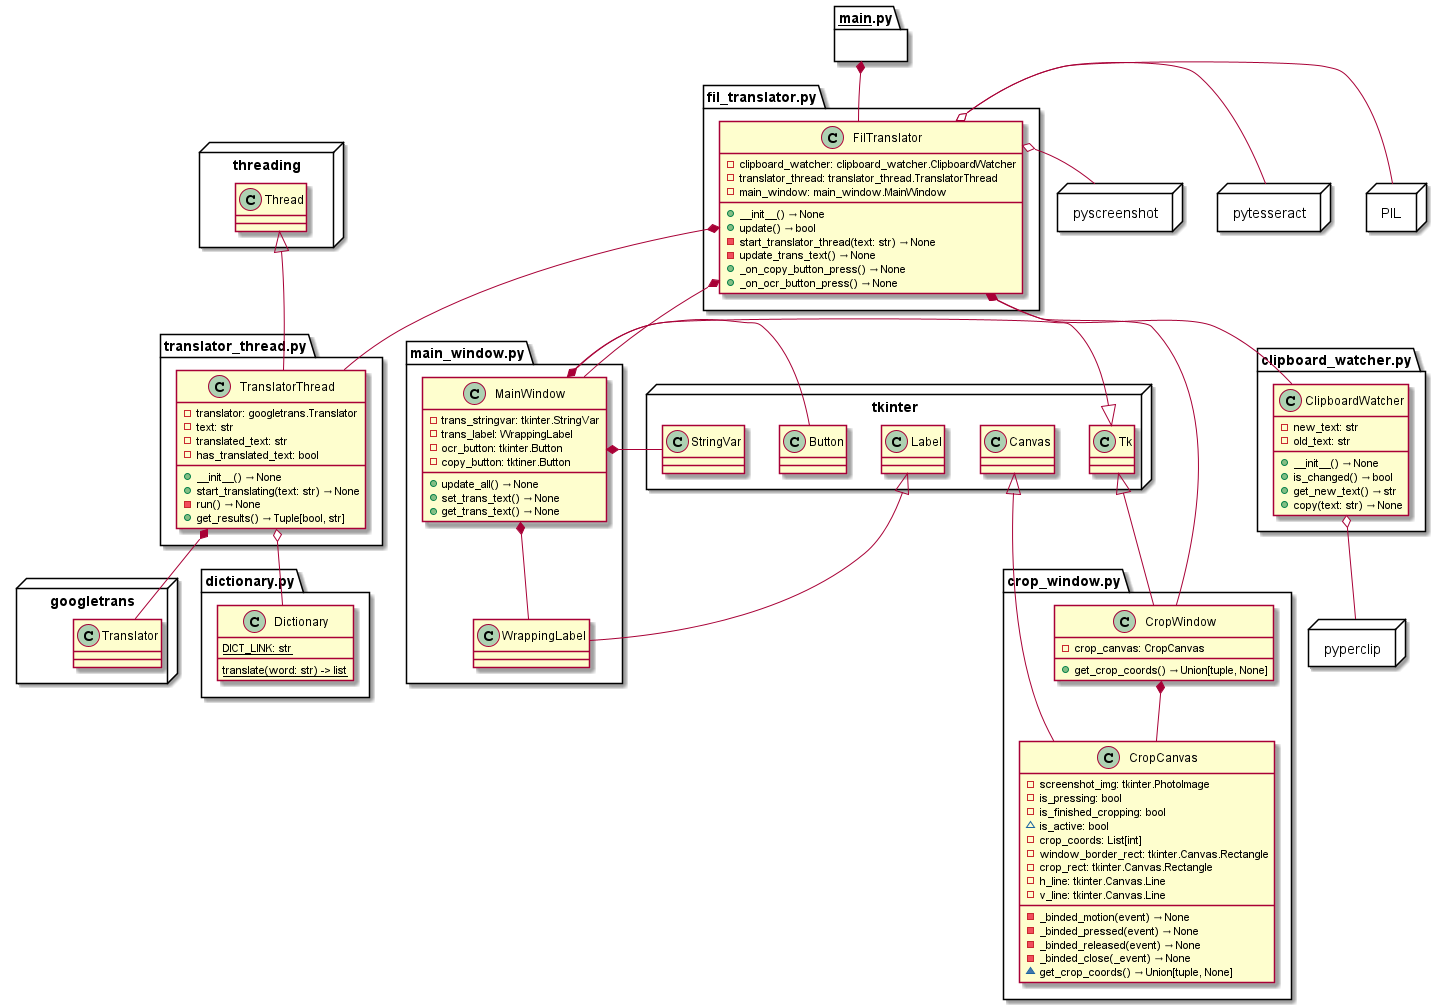 main.py
fil_translator.py
C FilTranslator
clipboard_watcher: clipboard_watcher.ClipboardWatcher
translator_thread: translator_thread.TranslatorThread
main_window: main_window.MainWindow
__init__() → None
update() → bool
start_translator_thread(text: str) → None
update_trans_text() → None
_on_copy_button_press() → None
_on_ocr_button_press() → None
threading
C Thread
pyscreenshot
pytesseract
PIL
translator_thread.py
C TranslatorThread
translator: googletrans.Translator
text: str
translated_text: str
has_translated_text: bool
__init__() → None
start_translating(text: str) → None
run() → None
get_results() → Tuple[bool, str]
main_window.py
C MainWindow
trans_stringvar: tkinter.StringVar
trans_label: WrappingLabel
ocr_button: tkinter.Button
copy_button: tktiner.Button
update_all() → None
set_trans_text() → None
get_trans_text() → None
C WrappingLabel
tkinter
C StringVar
C Button
C Label
C Canvas
C Tk
clipboard_watcher.py
C ClipboardWatcher
new_text: str
old_text: str
__init__() → None
is_changed() → bool
get_new_text() → str
copy(text: str) → None
googletrans
C Translator
dictionary.py
C Dictionary
DICT_LINK: str
translate(word: str) -> list
pyperclip
crop_window.py
C CropWindow
crop_canvas: CropCanvas
get_crop_coords() → Union[tuple, None]
C CropCanvas
screenshot_img: tkinter.PhotoImage
is_pressing: bool
is_finished_cropping: bool
is_active: bool
crop_coords: List[int]
window_border_rect: tkinter.Canvas.Rectangle
crop_rect: tkinter.Canvas.Rectangle
h_line: tkinter.Canvas.Line
v_line: tkinter.Canvas.Line
_binded_motion(event) → None
_binded_pressed(event) → None
_binded_released(event) → None
_binded_close(_event) → None
get_crop_coords() → Union[tuple, None]